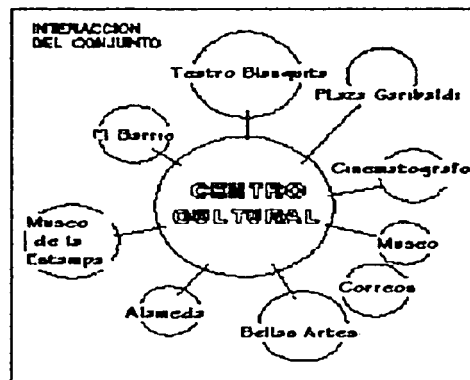 INTERACCION
DEL CONJUNTO
Teatro Blanquita
Plaza Garibaldi
Mi Barrio
Cinematografo
CENTRO
CULTURAL
Museo
de la
Estampa
Museo
Correos
Alameda
Bellas Artes